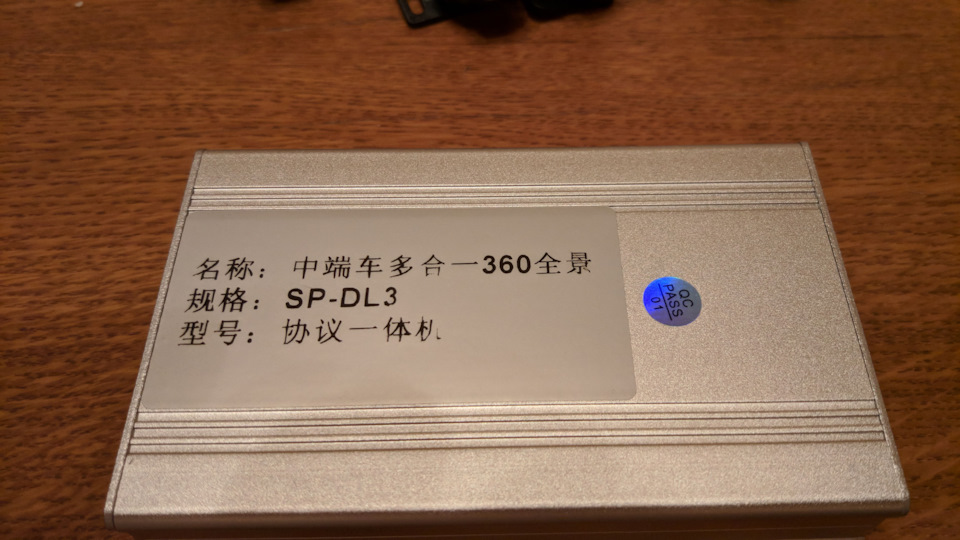 名称：中端车多合一360全景
规格：SP-DL3
型号：协议一体机
QC
PASS
01